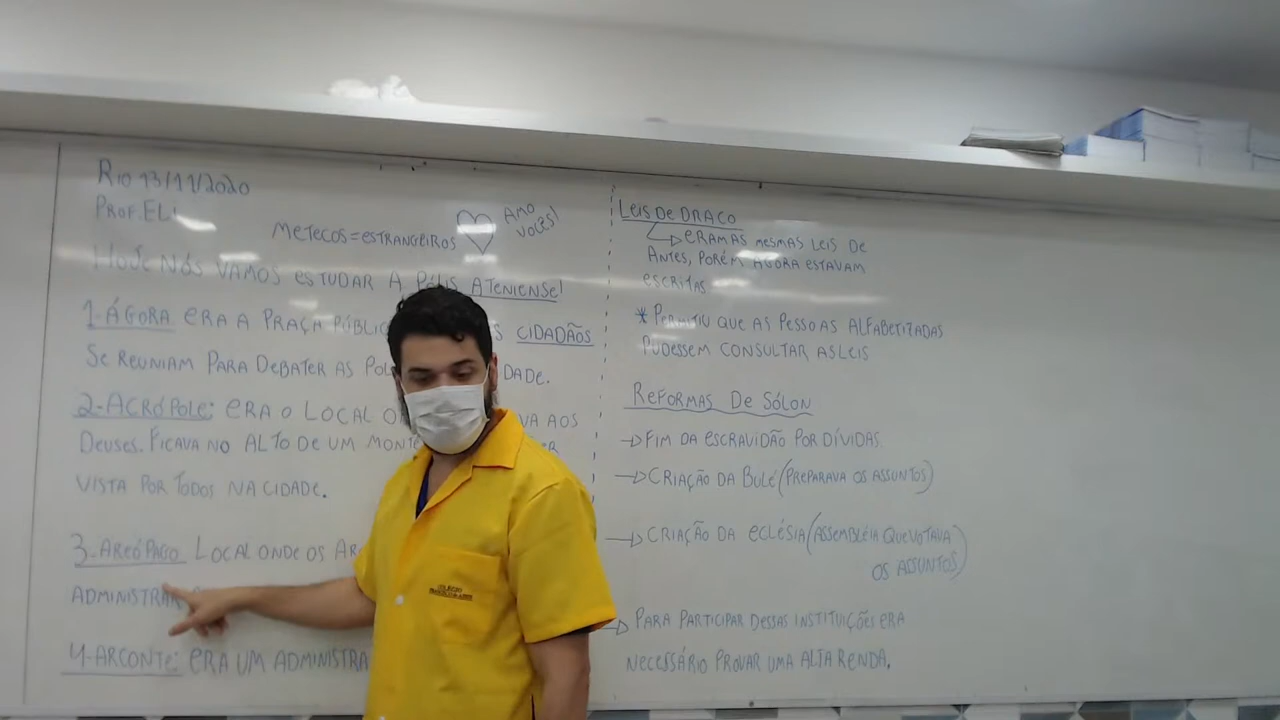 Rio 13/11/2020
Prof. ELI
METECOS = ESTRANGEIROS
AMO
VOCÊS!
HOJE NÓS VAMOS ESTUDAR A PÓLIS ATENIENSE!
1-ÁGORA ERA A PRAÇA CIDADÃOS
SE REUNIAM PARA DEBATER AS
2-ACRÓPOLE: ERA O LOCAL AOS
DEUSES. FICAVA NO ALTO DE UM
VISTA POR TODOS NA CIDADE.
3-AREÓPAGO LOCAL ONDE OS
4-ARCONTE: ERA UM
LEIS DE DRACO
ERAM AS MESMAS LEIS DE
ANTES, PORÉM AGORA ESTAVAM
ESCRITAS
* PERMITIU QUE AS PESSOAS ALFABETIZADAS
PUDESSEM CONSULTAR AS LEIS
REFORMAS DE SÓLON
→ FIM DA ESCRAVIDÃO POR DÍVIDAS.
→ CRIAÇÃO DA BULÉ (PREPARAVA OS ASSUNTOS)
→ CRIAÇÃO DA ECLÉSIA (ASSEMBLÉIA QUE VOTAVA
OS ASSUNTOS)
→ PARA PARTICIPAR DESSAS INSTITUIÇÕES ERA
NECESSÁRIO PROVAR UMA ALTA RENDA.
COLÉGIO